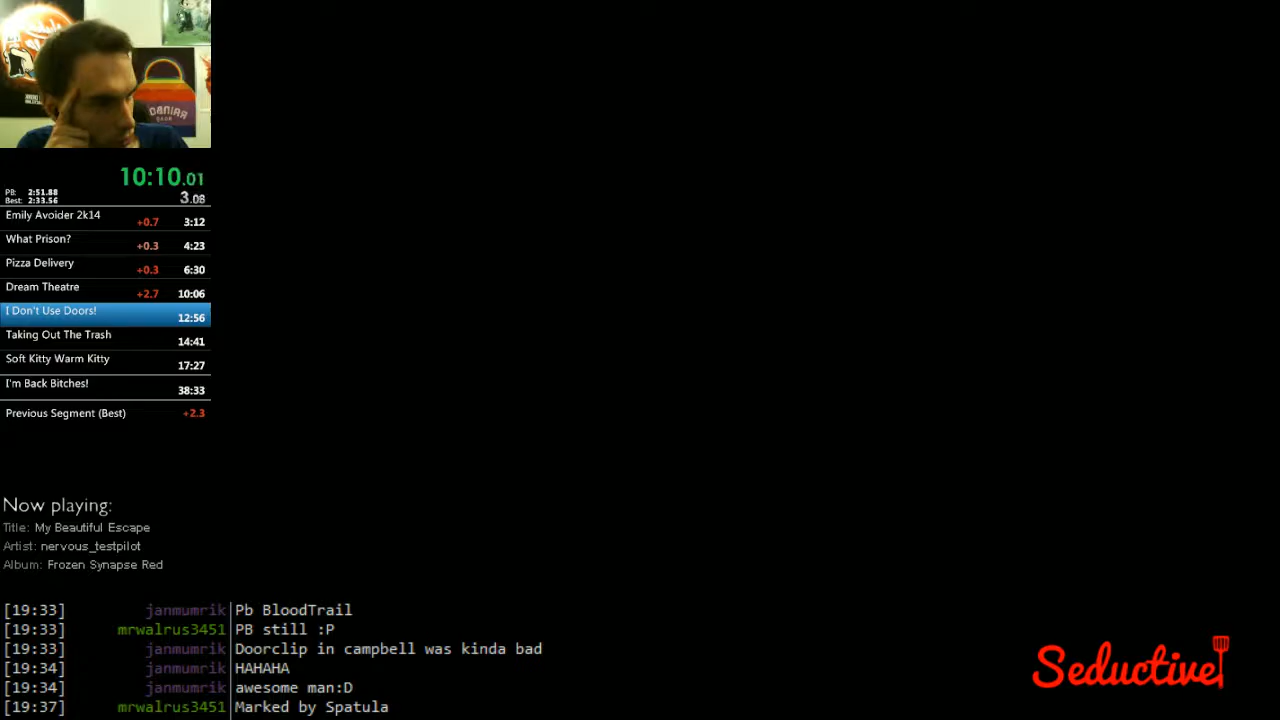 10:10.01
PB: 2:51.88
Best: 2:33.56
3.08
Emily Avoider 2k14 +0.7 3:12
What Prison? +0.3 4:23
Pizza Delivery +0.3 6:30
Dream Theatre +2.7 10:06
I Don't Use Doors! 12:56
Taking Out The Trash 14:41
Soft Kitty Warm Kitty 17:27
I'm Back Bitches! 38:33
Previous Segment (Best) +2.3
Now playing:
Title: My Beautiful Escape
Artist: nervous_testpilot
Album: Frozen Synapse Red
[19:33] janmumrik Pb BloodTrail
[19:33] mrwalrus3451 PB still :P
[19:33] janmumrik Doorclip in campbell was kinda bad
[19:34] janmumrik HAHAHA
[19:34] janmumrik awesome man:D
[19:37] mrwalrus3451 Marked by Spatula
Seductive